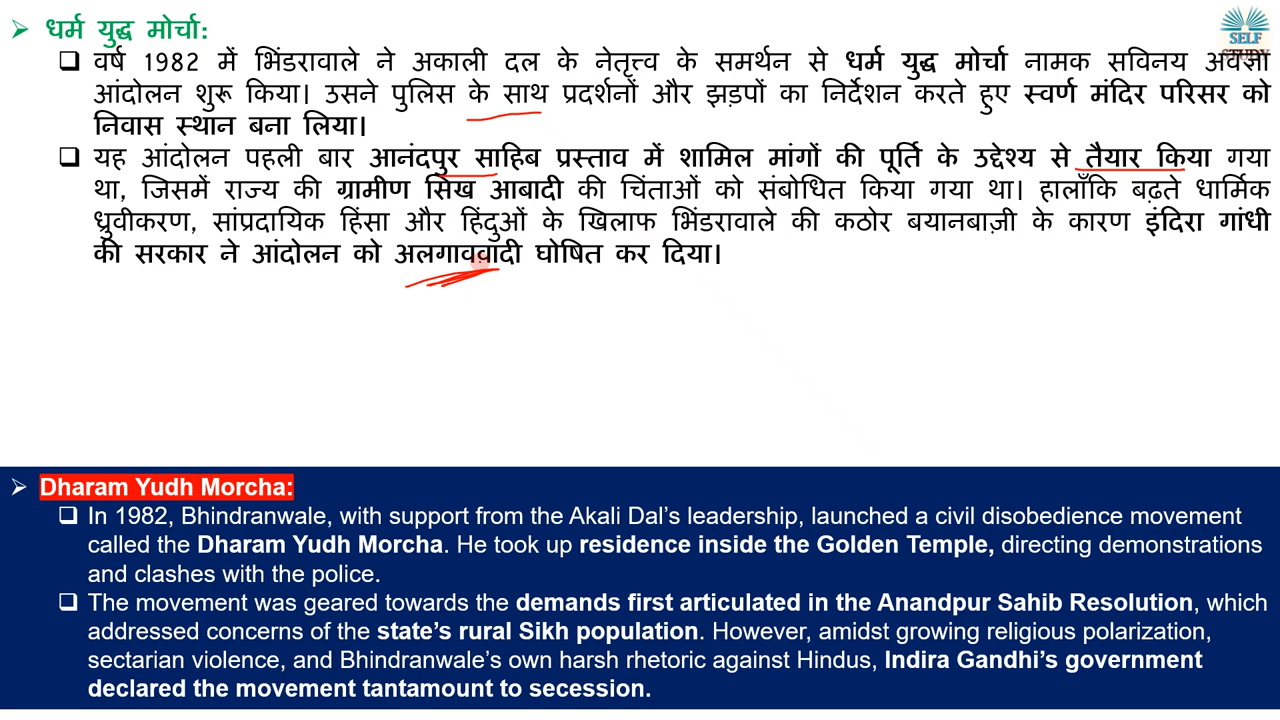 ➢ धर्म युद्ध मोर्चा:
SELF
STUDY
❑ वर्ष 1982 में भिंडरावाले ने अकाली दल के नेतृत्त्व के समर्थन से धर्म युद्ध मोर्चा नामक सविनय अवज्ञा
आंदोलन शुरू किया। उसने पुलिस के साथ प्रदर्शनों और झड़पों का निर्देशन करते हुए स्वर्ण मंदिर परिसर को
निवास स्थान बना लिया।
❑ यह आंदोलन पहली बार आनंदपुर साहिब प्रस्ताव में शामिल मांगों की पूर्ति के उद्देश्य से तैयार किया गया
था, जिसमें राज्य की ग्रामीण सिख आबादी की चिंताओं को संबोधित किया गया था। हालाँकि बढ़ते धार्मिक
ध्रुवीकरण, सांप्रदायिक हिंसा और हिंदुओं के खिलाफ भिंडरावाले की कठोर बयानबाज़ी के कारण इंदिरा गांधी
की सरकार ने आंदोलन को अलगाववादी घोषित कर दिया।
➢ Dharam Yudh Morcha:
❑ In 1982, Bhindranwale, with support from the Akali Dal's leadership, launched a civil disobedience movement
called the Dharam Yudh Morcha. He took up residence inside the Golden Temple, directing demonstrations
and clashes with the police.
❑ The movement was geared towards the demands first articulated in the Anandpur Sahib Resolution, which
addressed concerns of the state's rural Sikh population. However, amidst growing religious polarization,
sectarian violence, and Bhindranwale's own harsh rhetoric against Hindus, Indira Gandhi's government
declared the movement tantamount to secession.